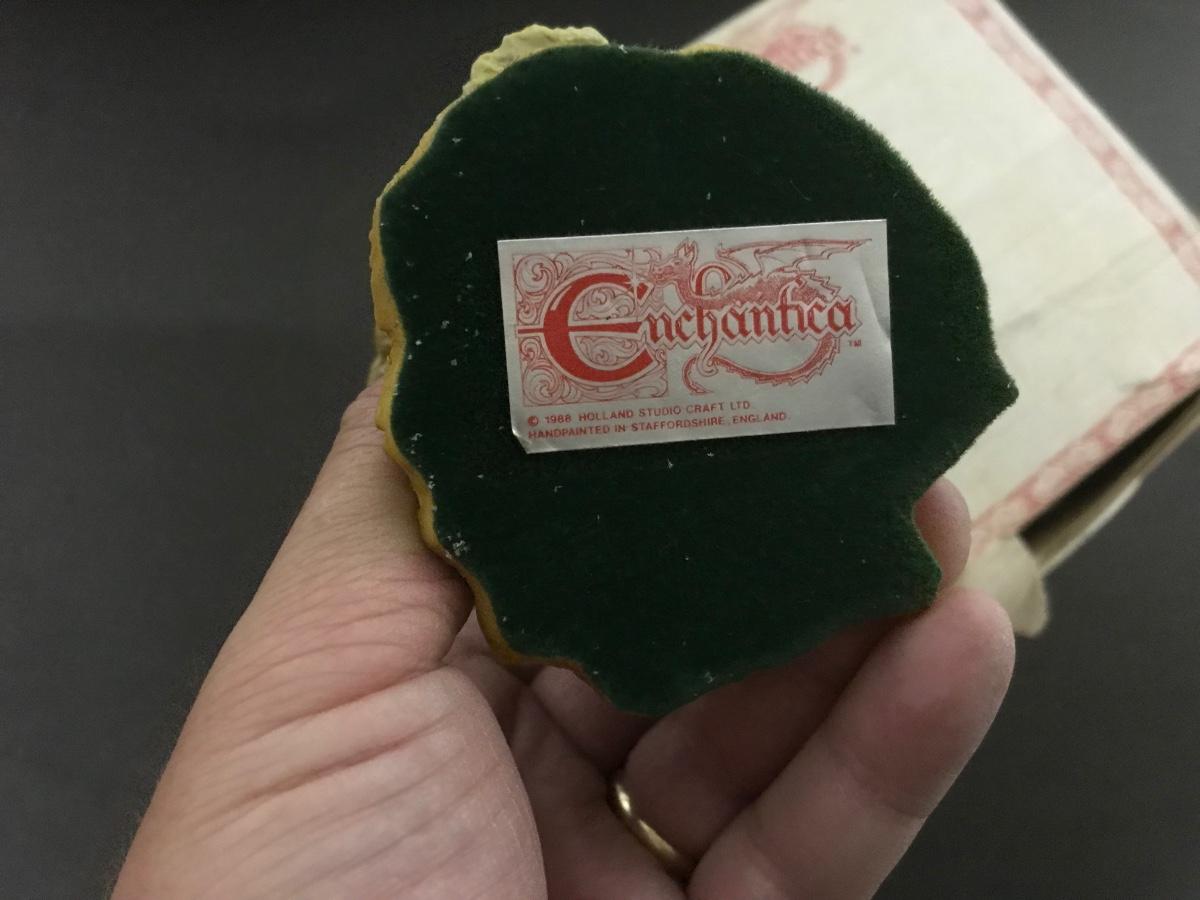 Enchantica
TM
© 1988 HOLLAND STUDIO CRAFT LTD.
HANDPAINTED IN STAFFORDSHIRE, ENGLAND.